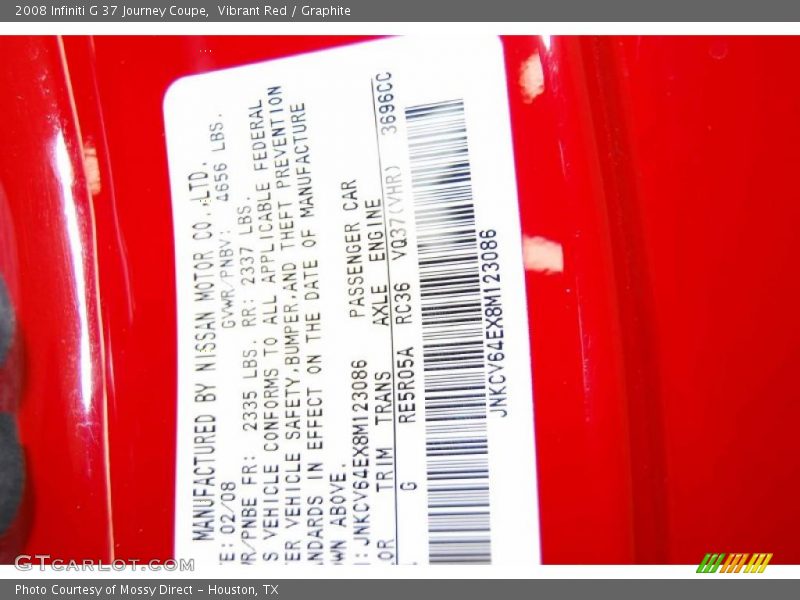 2008 Infiniti G 37 Journey Coupe,  Vibrant Red / Graphite
MANUFACTURED BY NISSAN MOTOR CO.,LTD.
E: 02/08 GVWR/PNBV: 4656 LBS.
WR/PNBE FR: 2335 LBS. RR: 2337 LBS.
S VEHICLE CONFORMS TO ALL APPLICABLE FEDERAL
ER VEHICLE SAFETY,BUMPER,AND THEFT PREVENTION
NDARDS IN EFFECT ON THE DATE OF MANUFACTURE
WN ABOVE.
: JNKCV64EX8M123086 PASSENGER CAR
OR TRIM TRANS AXLE ENGINE
G RE5R05A RC36 VQ37(VHR) 3696CC
JNKCV64EX8M123086
GTCarLot.com
Photo Courtesy of Mossy Direct - Houston, TX